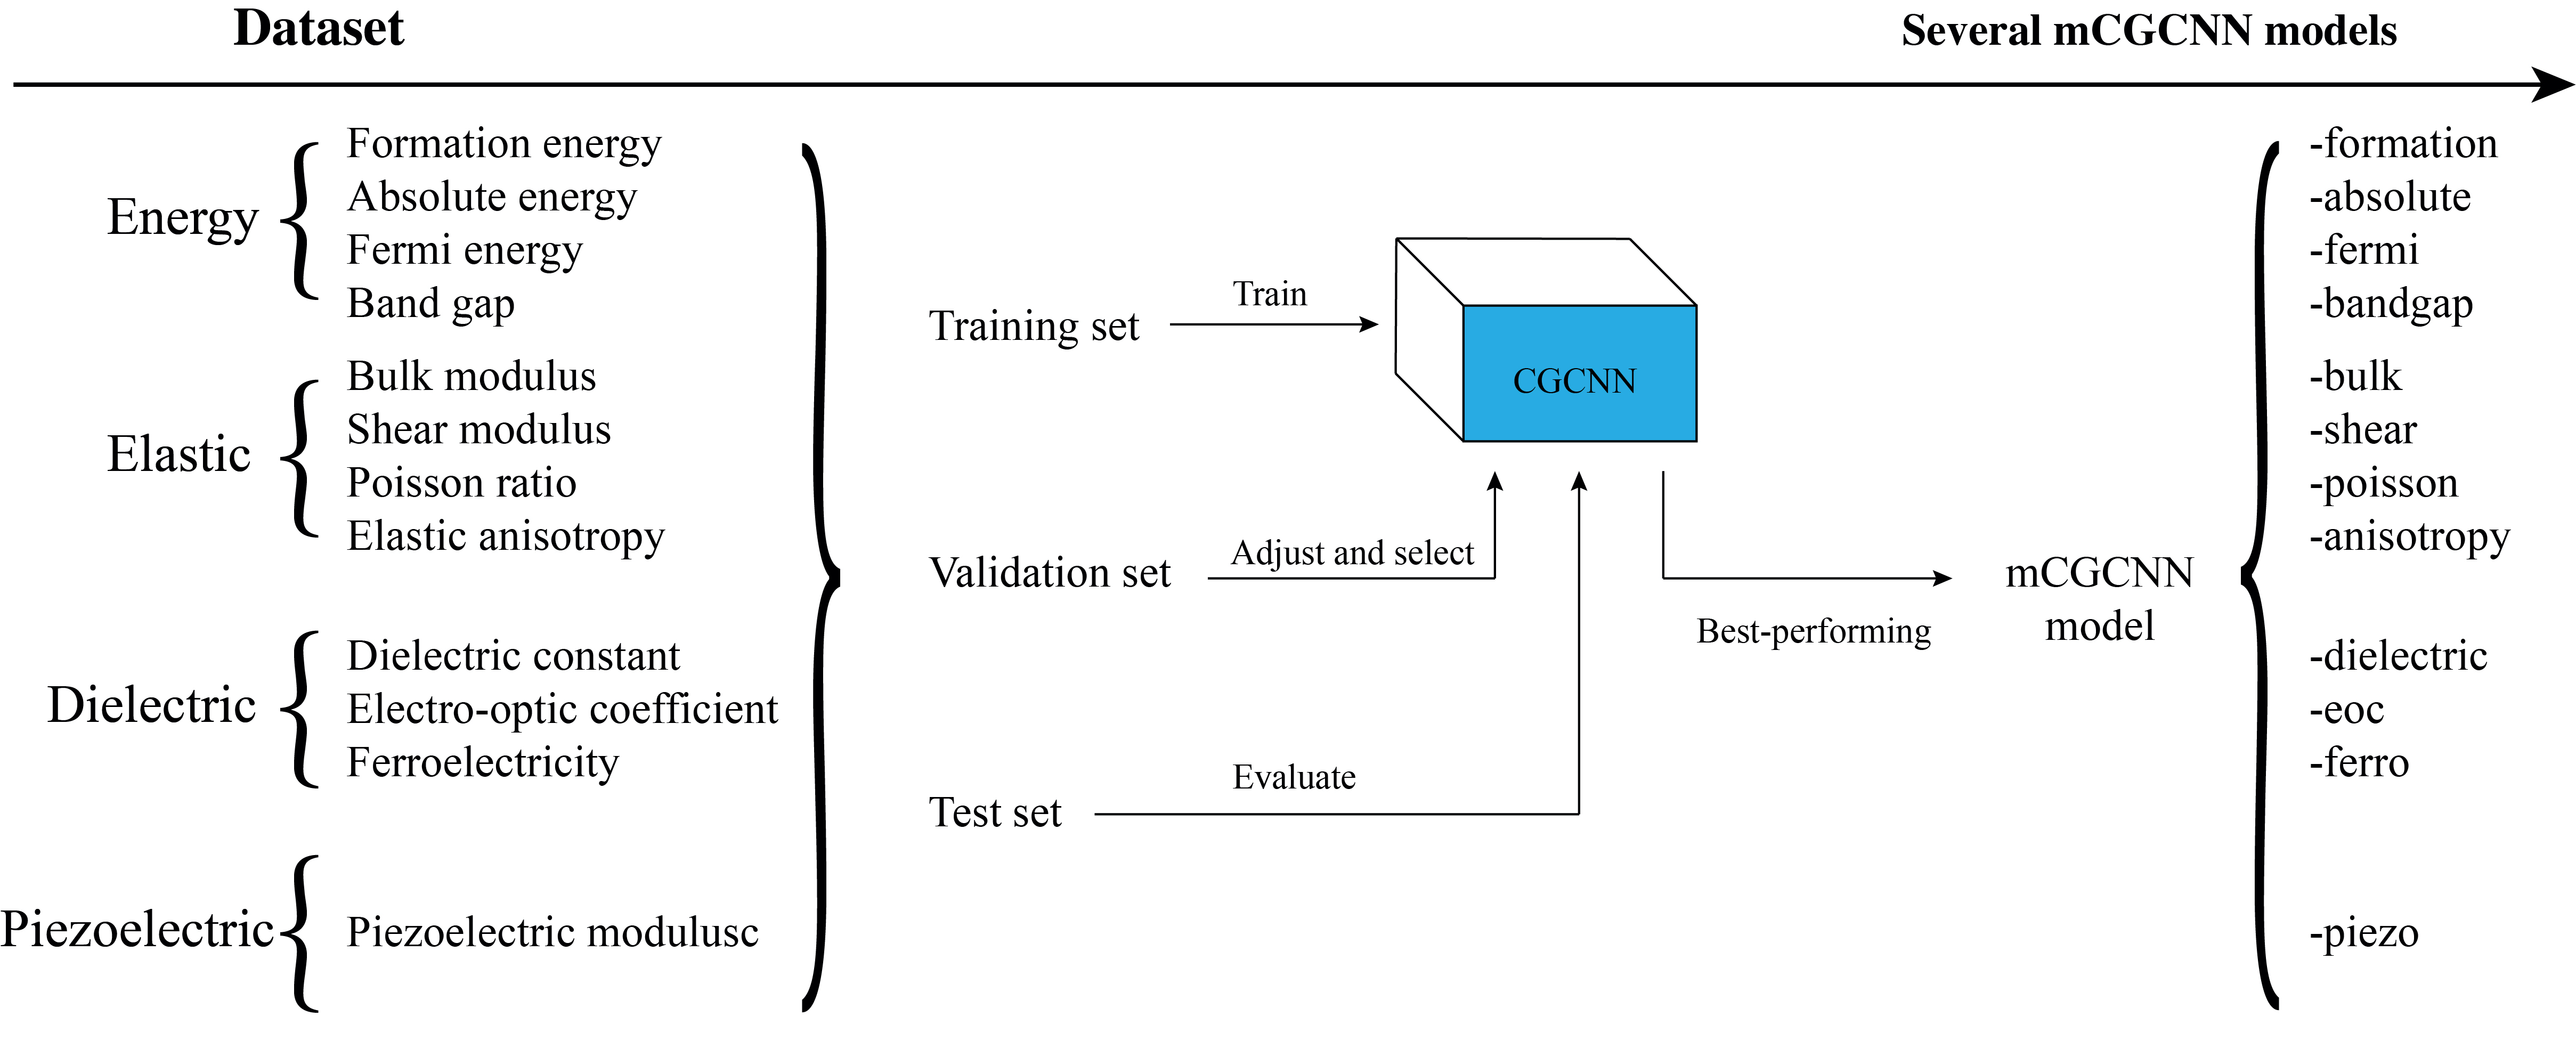 Dataset
Several mCGCNN models
Energy
Formation energy
Absolute energy
Fermi energy
Band gap
Elastic
Bulk modulus
Shear modulus
Poisson ratio
Elastic anisotropy
Dielectric
Dielectric constant
Electro-optic coefficient
Ferroelectricity
Piezoelectric
Piezoelectric modulusc
Training set
Train
CGCNN
Validation set
Adjust and select
Test set
Evaluate
Best-performing
mCGCNN
model
-formation
-absolute
-fermi
-bandgap
-bulk
-shear
-poisson
-anisotropy
-dielectric
-eoc
-ferro
-piezo